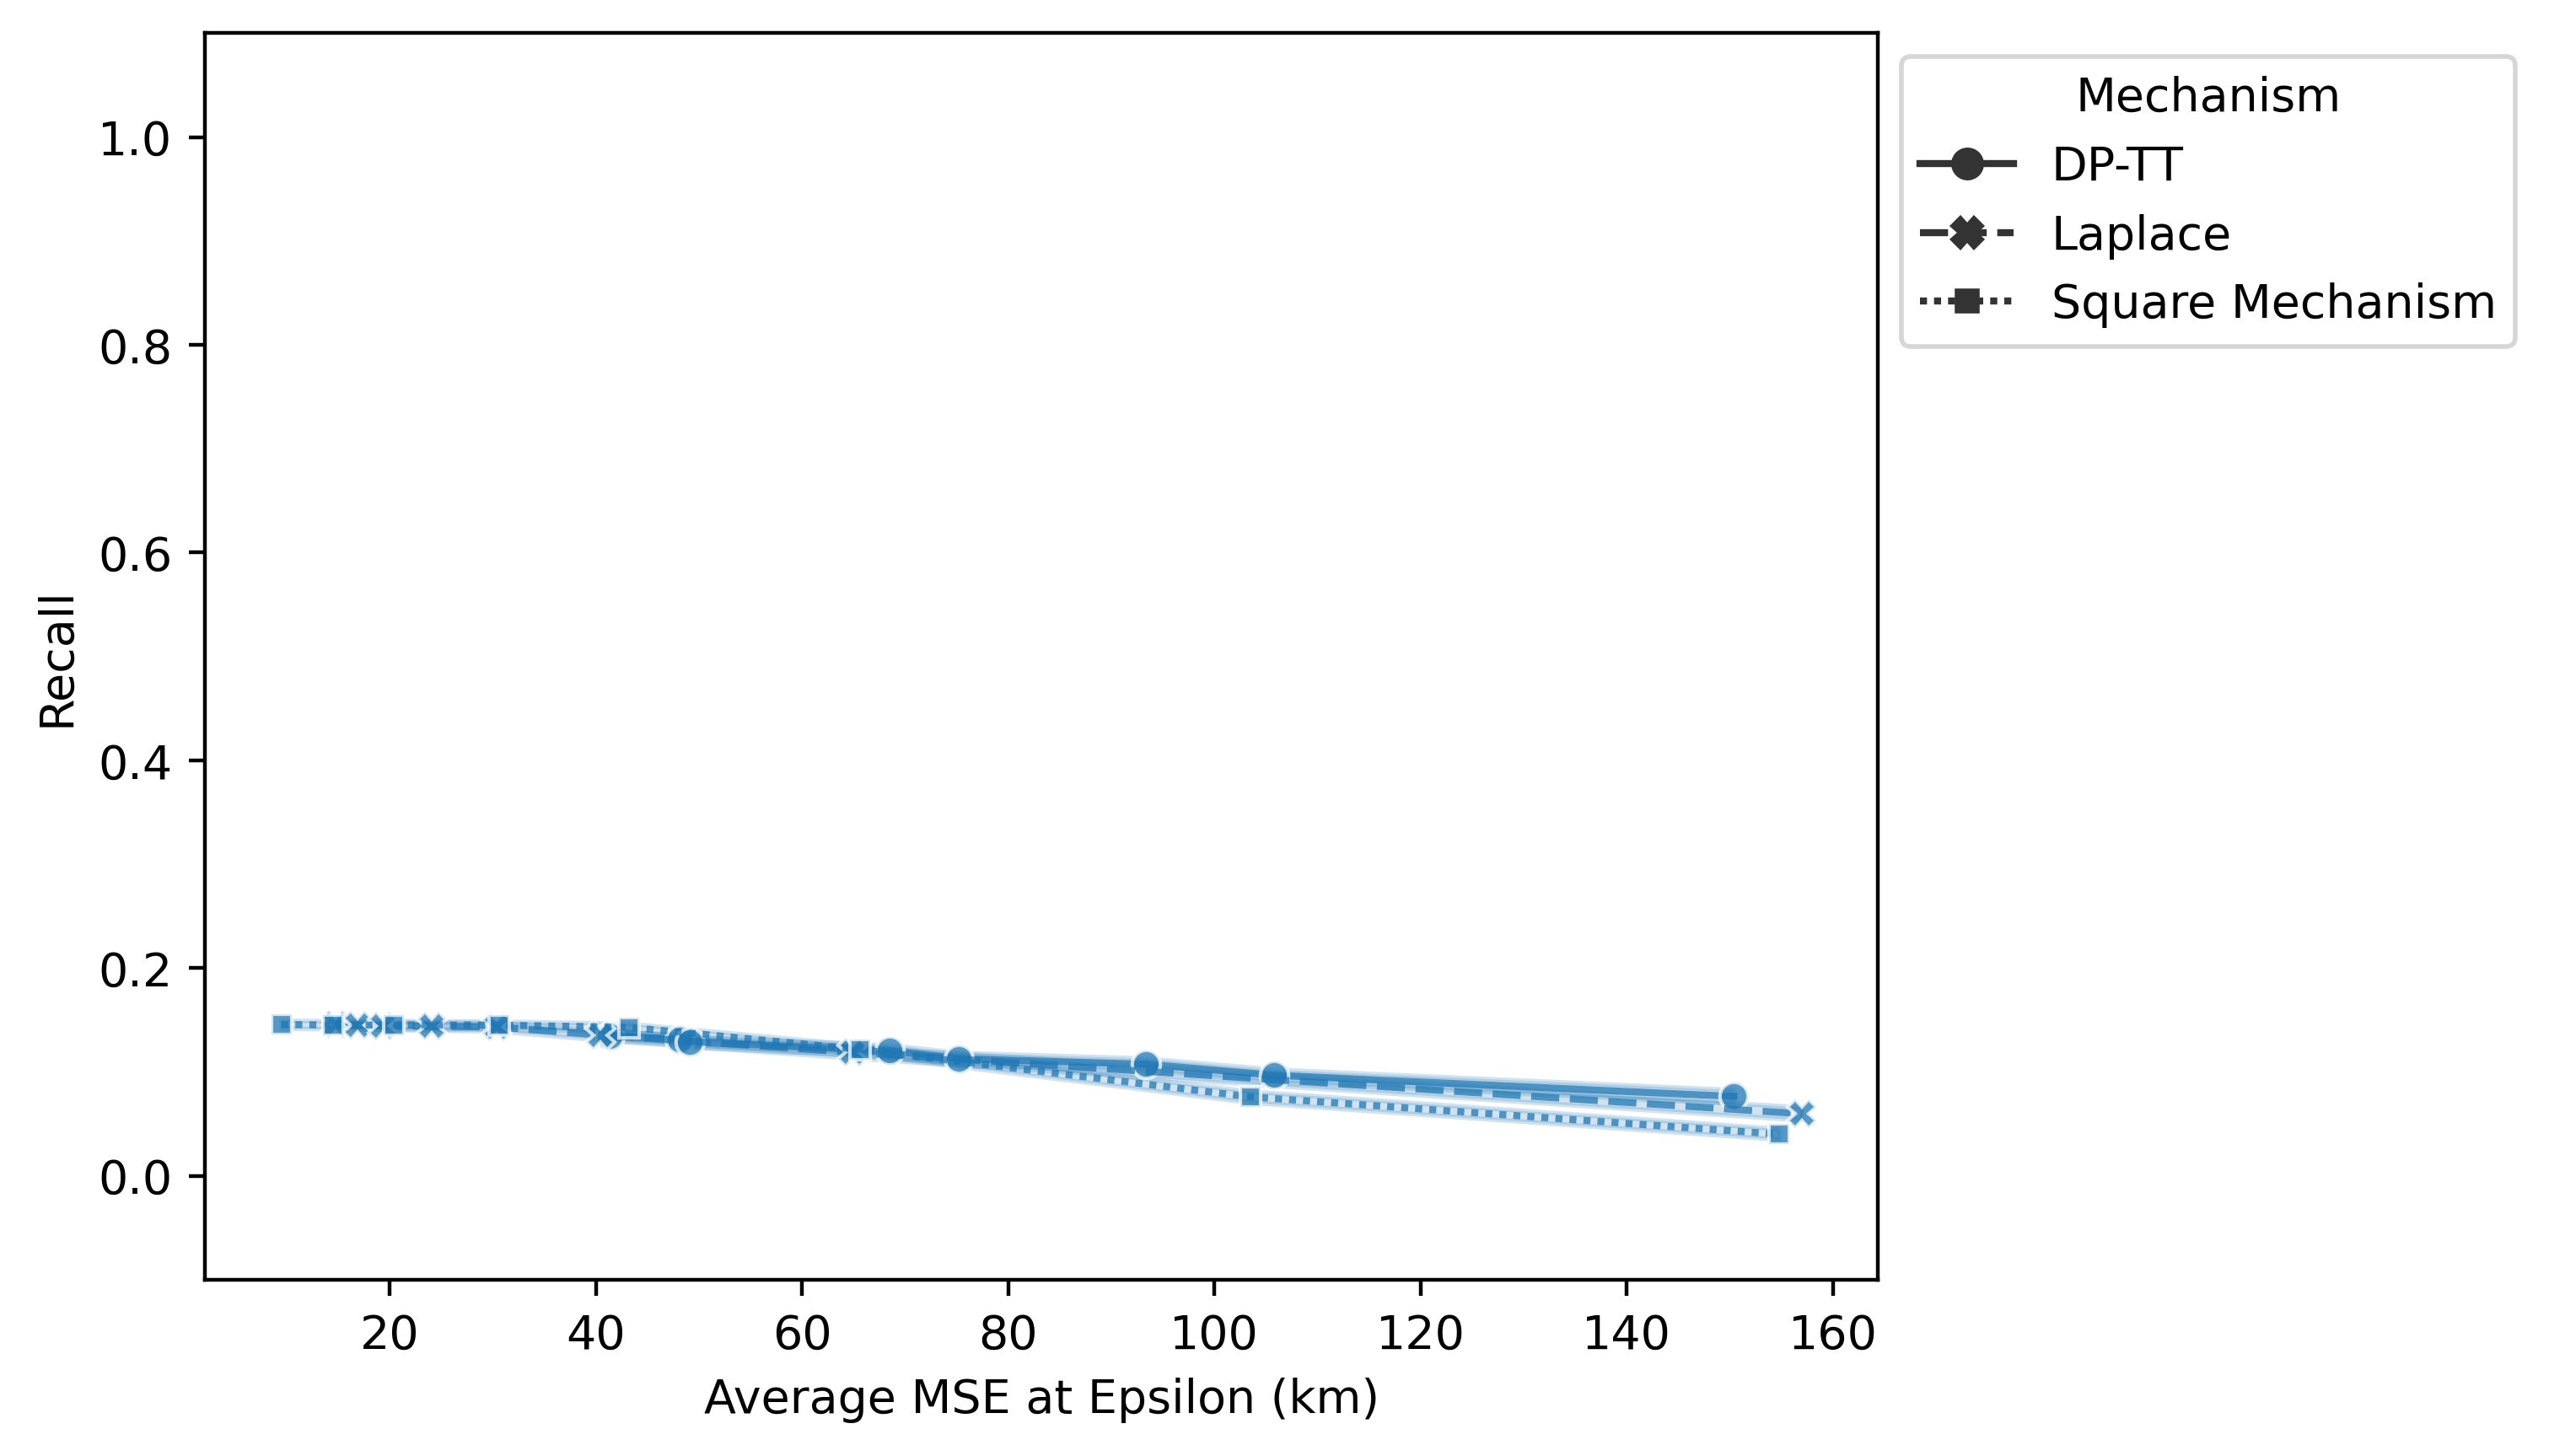 Mechanism
DP-TT
Laplace
Square Mechanism
1.0
0.8
0.6
0.4
0.2
0.0
Recall
20 40 60 80 100 120 140 160
Average MSE at Epsilon (km)